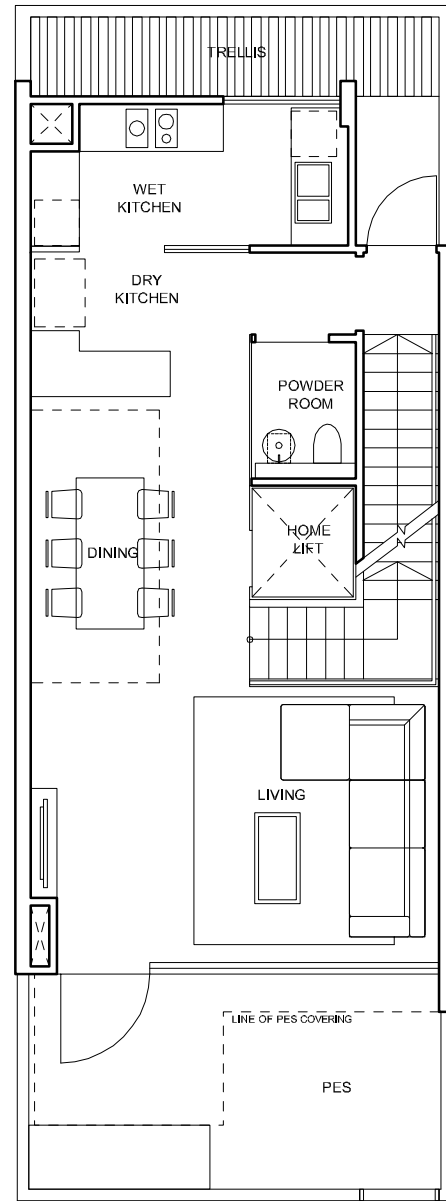 TRELLIS
WET
KITCHEN
DRY
KITCHEN
POWDER
ROOM
HOME
LIFT
DINING
LIVING
LINE OF PES COVERING
PES